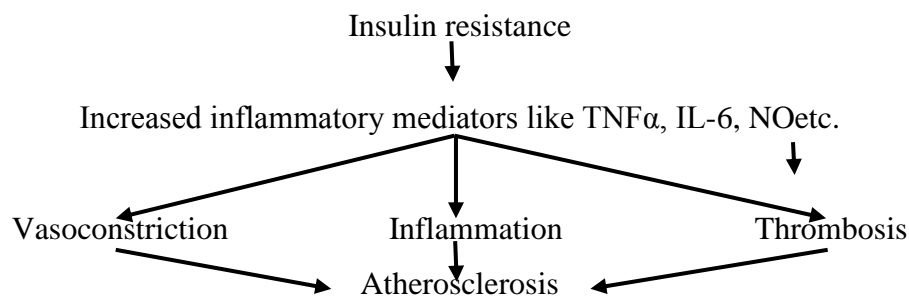 Insulin resistance
Increased inflammatory mediators like TNFα, IL-6, NOetc.
Vasoconstriction Inflammation Thrombosis
Atherosclerosis